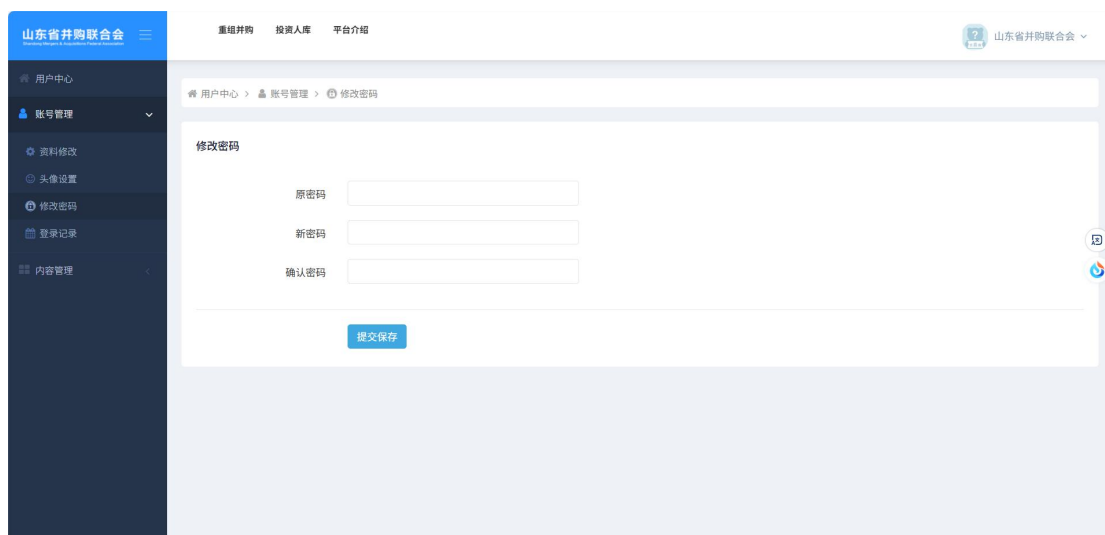 山东省并购联合会
重组并购 投资人库 平台介绍
山东省并购联合会
用户中心
账号管理
资料修改
头像设置
修改密码
登录记录
内容管理
用户中心 > 账号管理 > 修改密码
修改密码
原密码
新密码
确认密码
提交保存